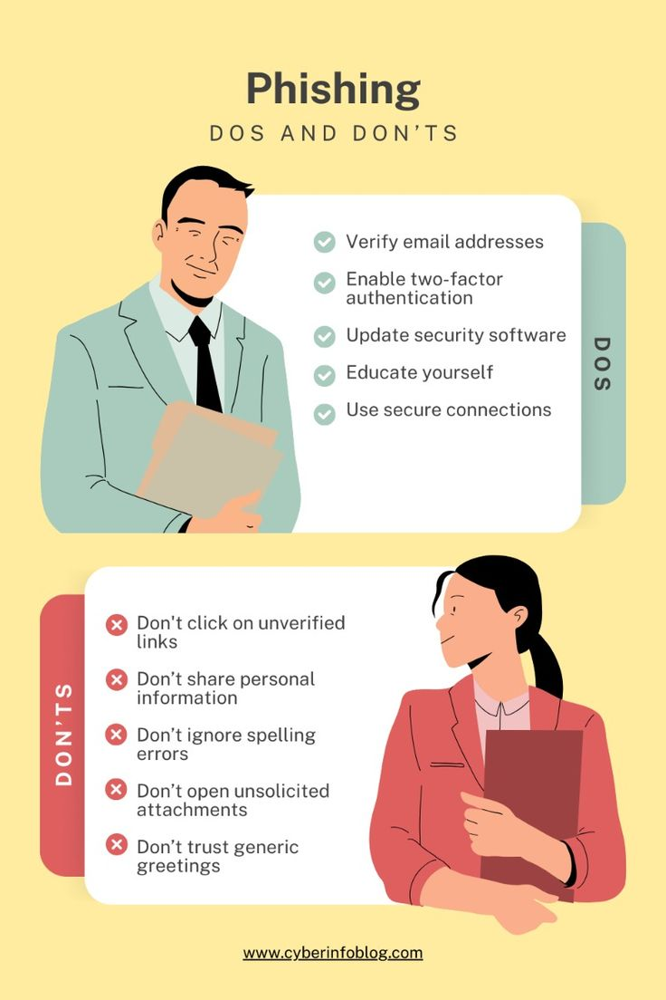 Phishing
DOS AND DON’TS
Verify email addresses
Enable two-factor
authentication
Update security software
Educate yourself
Use secure connections
DOS
DON’TS
Don't click on unverified
links
Don’t share personal
information
Don’t ignore spelling
errors
Don’t open unsolicited
attachments
Don’t trust generic
greetings
www.cyberinfoblog.com